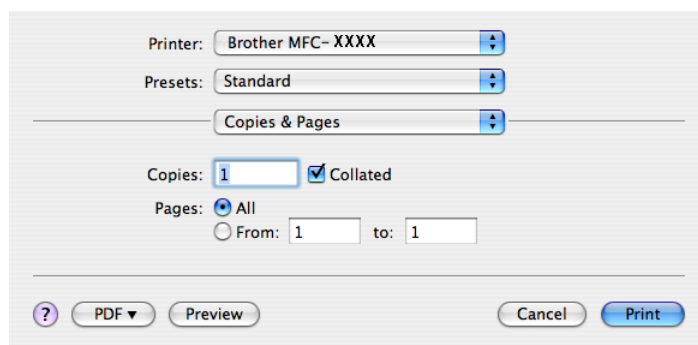 Printer: Brother MFC-XXXX
Presets: Standard
Copies & Pages
Copies: 1 Collated
Pages: All
From: 1 to: 1
? PDF▼ Preview Cancel Print